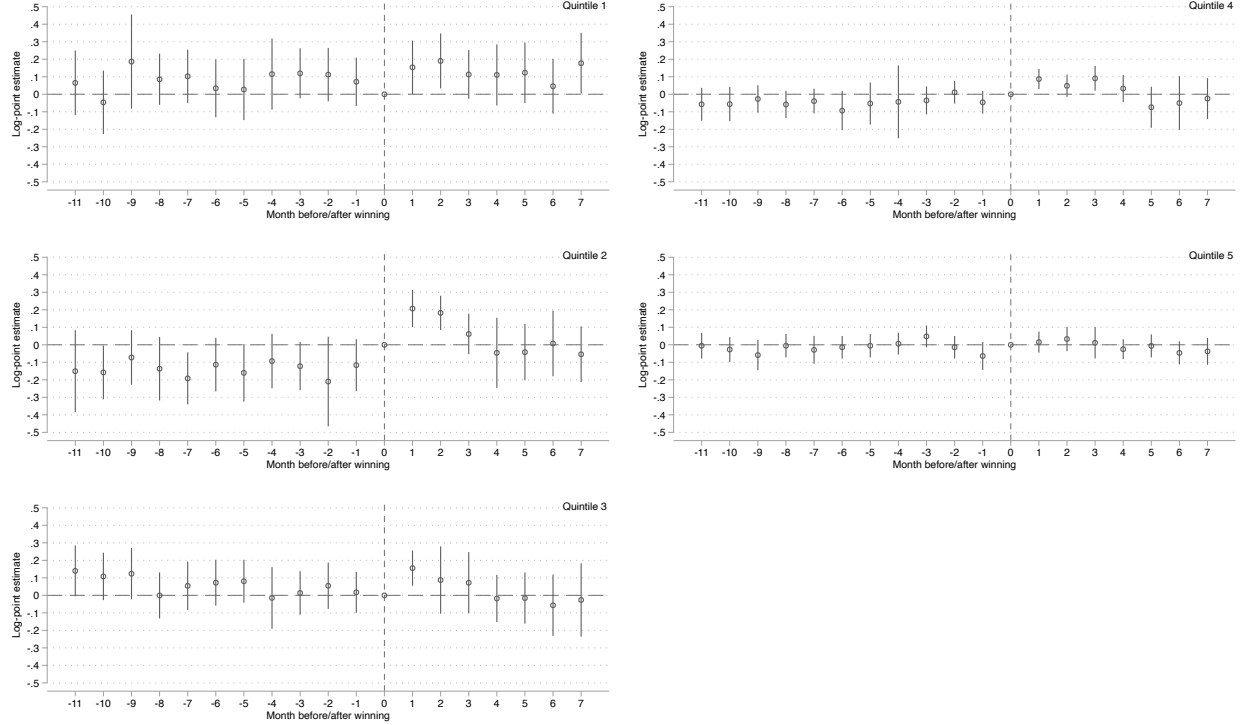 Quintile 1
Log-point estimate
.5
.4
.3
.2
.1
0
-.1
-.2
-.3
-.4
-.5
-11 -10 -9 -8 -7 -6 -5 -4 -3 -2 -1 0 1 2 3 4 5 6 7
Month before/after winning
Quintile 4
Log-point estimate
.5
.4
.3
.2
.1
0
-.1
-.2
-.3
-.4
-.5
-11 -10 -9 -8 -7 -6 -5 -4 -3 -2 -1 0 1 2 3 4 5 6 7
Month before/after winning
Quintile 2
Log-point estimate
.5
.4
.3
.2
.1
0
-.1
-.2
-.3
-.4
-.5
-11 -10 -9 -8 -7 -6 -5 -4 -3 -2 -1 0 1 2 3 4 5 6 7
Month before/after winning
Quintile 5
Log-point estimate
.5
.4
.3
.2
.1
0
-.1
-.2
-.3
-.4
-.5
-11 -10 -9 -8 -7 -6 -5 -4 -3 -2 -1 0 1 2 3 4 5 6 7
Month before/after winning
Quintile 3
Log-point estimate
.5
.4
.3
.2
.1
0
-.1
-.2
-.3
-.4
-.5
-11 -10 -9 -8 -7 -6 -5 -4 -3 -2 -1 0 1 2 3 4 5 6 7
Month before/after winning